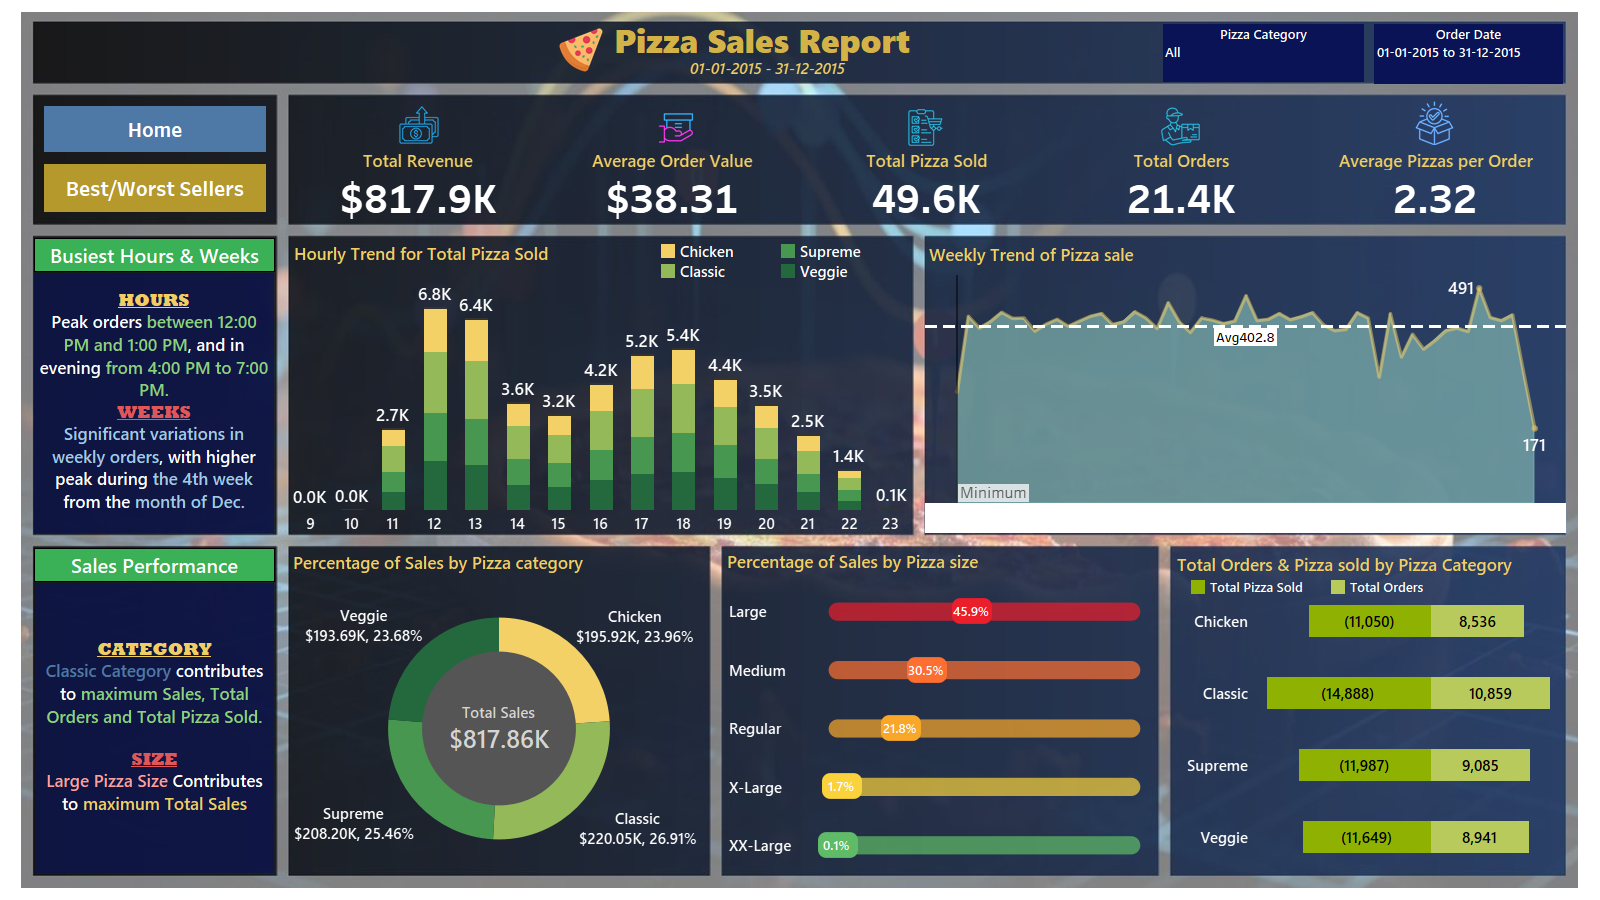 Pizza Sales Report
01-01-2015 - 31-12-2015
Pizza Category
All
Order Date
01-01-2015 to 31-12-2015
Home
Best/Worst Sellers
Total Revenue
$817.9K
Average Order Value
$38.31
Total Pizza Sold
49.6K
Total Orders
21.4K
Average Pizzas per Order
2.32
Busiest Hours & Weeks
HOURS
Peak orders between 12:00
PM and 1:00 PM, and in
evening from 4:00 PM to 7:00
PM.
WEEKS
Significant variations in
weekly orders, with higher
peak during the 4th week
from the month of Dec.
Hourly Trend for Total Pizza Sold
Chicken
Supreme
Classic
Veggie
0.0K
0.0K
2.7K
6.8K
6.4K
3.6K
3.2K
4.2K
5.2K
5.4K
4.4K
3.5K
2.5K
1.4K
0.1K
9 10 11 12 13 14 15 16 17 18 19 20 21 22 23
Weekly Trend of Pizza sale
491
Avg402.8
171
Minimum
Sales Performance
CATEGORY
Classic Category contributes
to maximum Sales, Total
Orders and Total Pizza Sold.
SIZE
Large Pizza Size Contributes
to maximum Total Sales
Percentage of Sales by Pizza category
Veggie
$193.69K, 23.68%
Chicken
$195.92K, 23.96%
Total Sales
$817.86K
Supreme
$208.20K, 25.46%
Classic
$220.05K, 26.91%
Percentage of Sales by Pizza size
Large 45.9%
Medium 30.5%
Regular 21.8%
X-Large 1.7%
XX-Large 0.1%
Total Orders & Pizza sold by Pizza Category
Total Pizza Sold Total Orders
Chicken (11,050) 8,536
Classic (14,888) 10,859
Supreme (11,987) 9,085
Veggie (11,649) 8,941